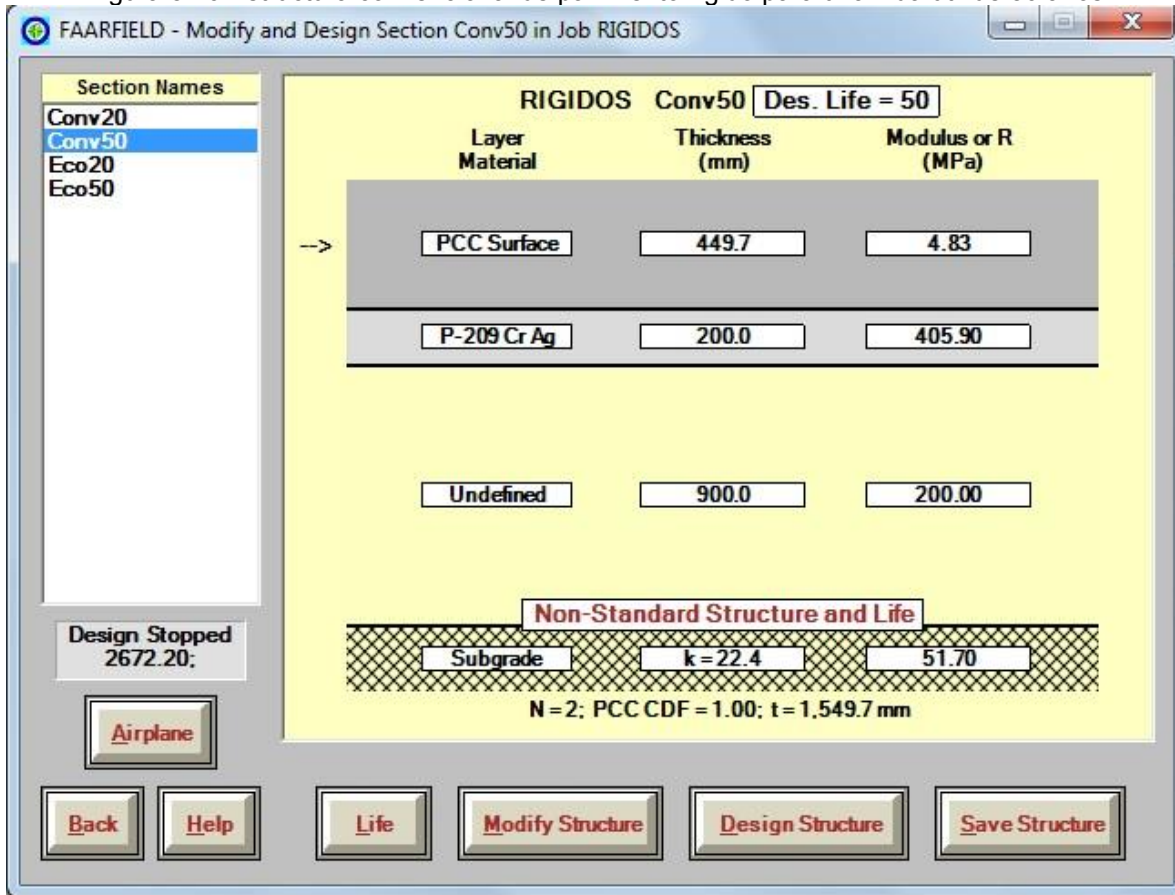 FAARFIELD - Modify and Design Section Conv50 in Job RIGIDOS
X
Section Names
Conv20
Conv50
Eco20
Eco50
RIGIDOS Conv50 Des. Life = 50
Layer Material Thickness (mm) Modulus or R (MPa)
--> PCC Surface 449.7 4.83
P-209 Cr Ag 200.0 405.90
Undefined 900.0 200.00
Non-Standard Structure and Life
Subgrade k = 22.4 51.70
N = 2; PCC CDF = 1.00; t = 1,549.7 mm
Design Stopped
2672.20;
Airplane
Back Help Life Modify Structure Design Structure Save Structure